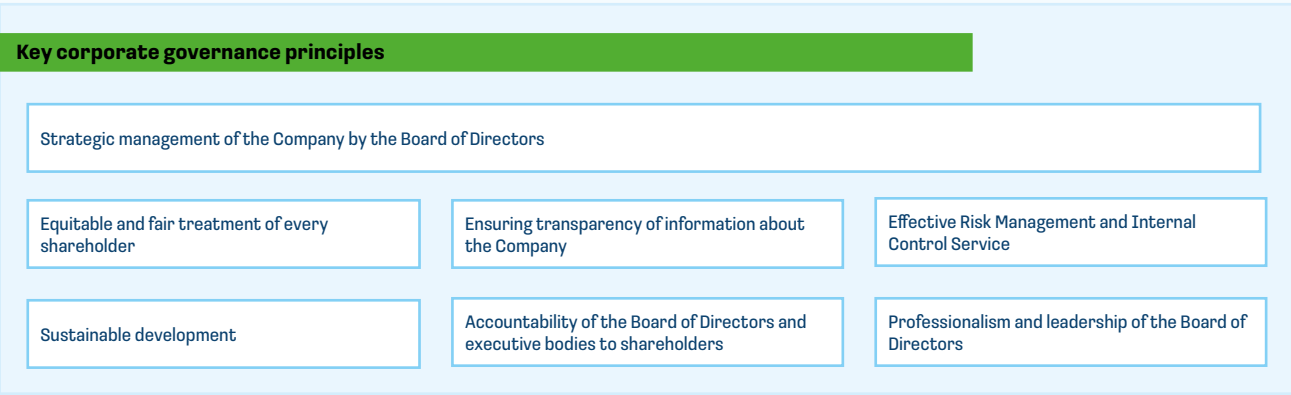 Key corporate governance principles
Strategic management of the Company by the Board of Directors
Equitable and fair treatment of every
shareholder
Ensuring transparency of information about
the Company
Effective Risk Management and Internal
Control Service
Sustainable development
Accountability of the Board of Directors and
executive bodies to shareholders
Professionalism and leadership of the Board of
Directors